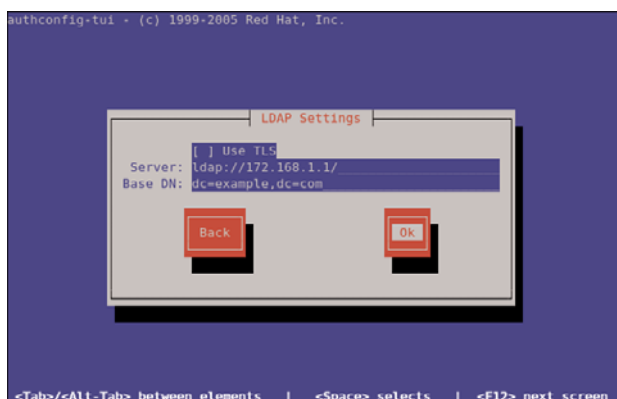 authconfig-tui - (c) 1999-2005 Red Hat, Inc.
LDAP Settings
[ ] Use TLS
Server: ldap://172.168.1.1/
Base DN: dc=example,dc=com
Back Ok
<Tab>/<Alt-Tab> between elements | <Space> selects | <F12> next screen